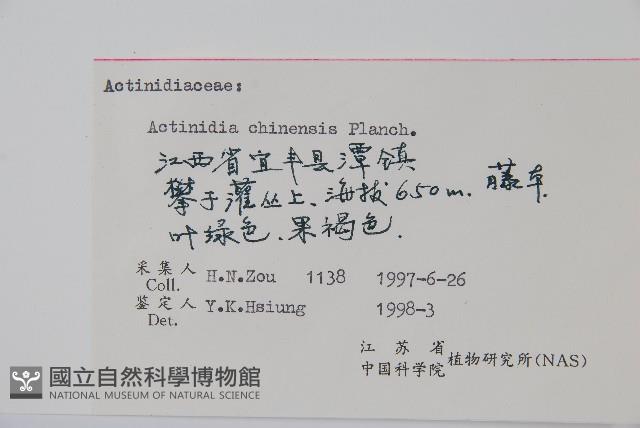 Actinidiaceae:
Actinidia chinensis Planch.
江西省宜丰县潭镇
攀于灌丛上、海拔650m. 藤本.
叶绿色、果褐色.
采集人 Coll. H.N.Zou 1138 1997-6-26
鉴定人 Det. Y.K.Hsiung 1998-3
江苏省
中国科学院 植物研究所(NAS)
國立自然科學博物館
NATIONAL MUSEUM OF NATURAL SCIENCE